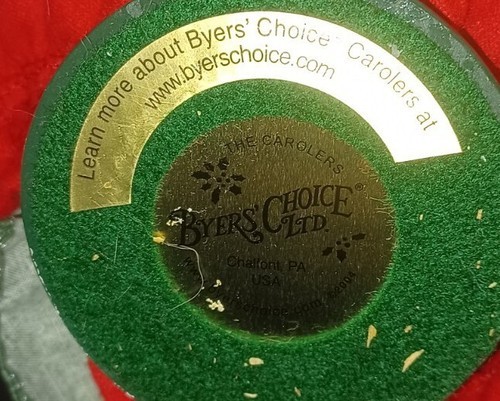 Learn more about Byers' Choice® Carolers at
www.byerschoice.com
THE CAROLERS
BYERS' CHOICE
LTD.
®
Chalfont, PA
USA